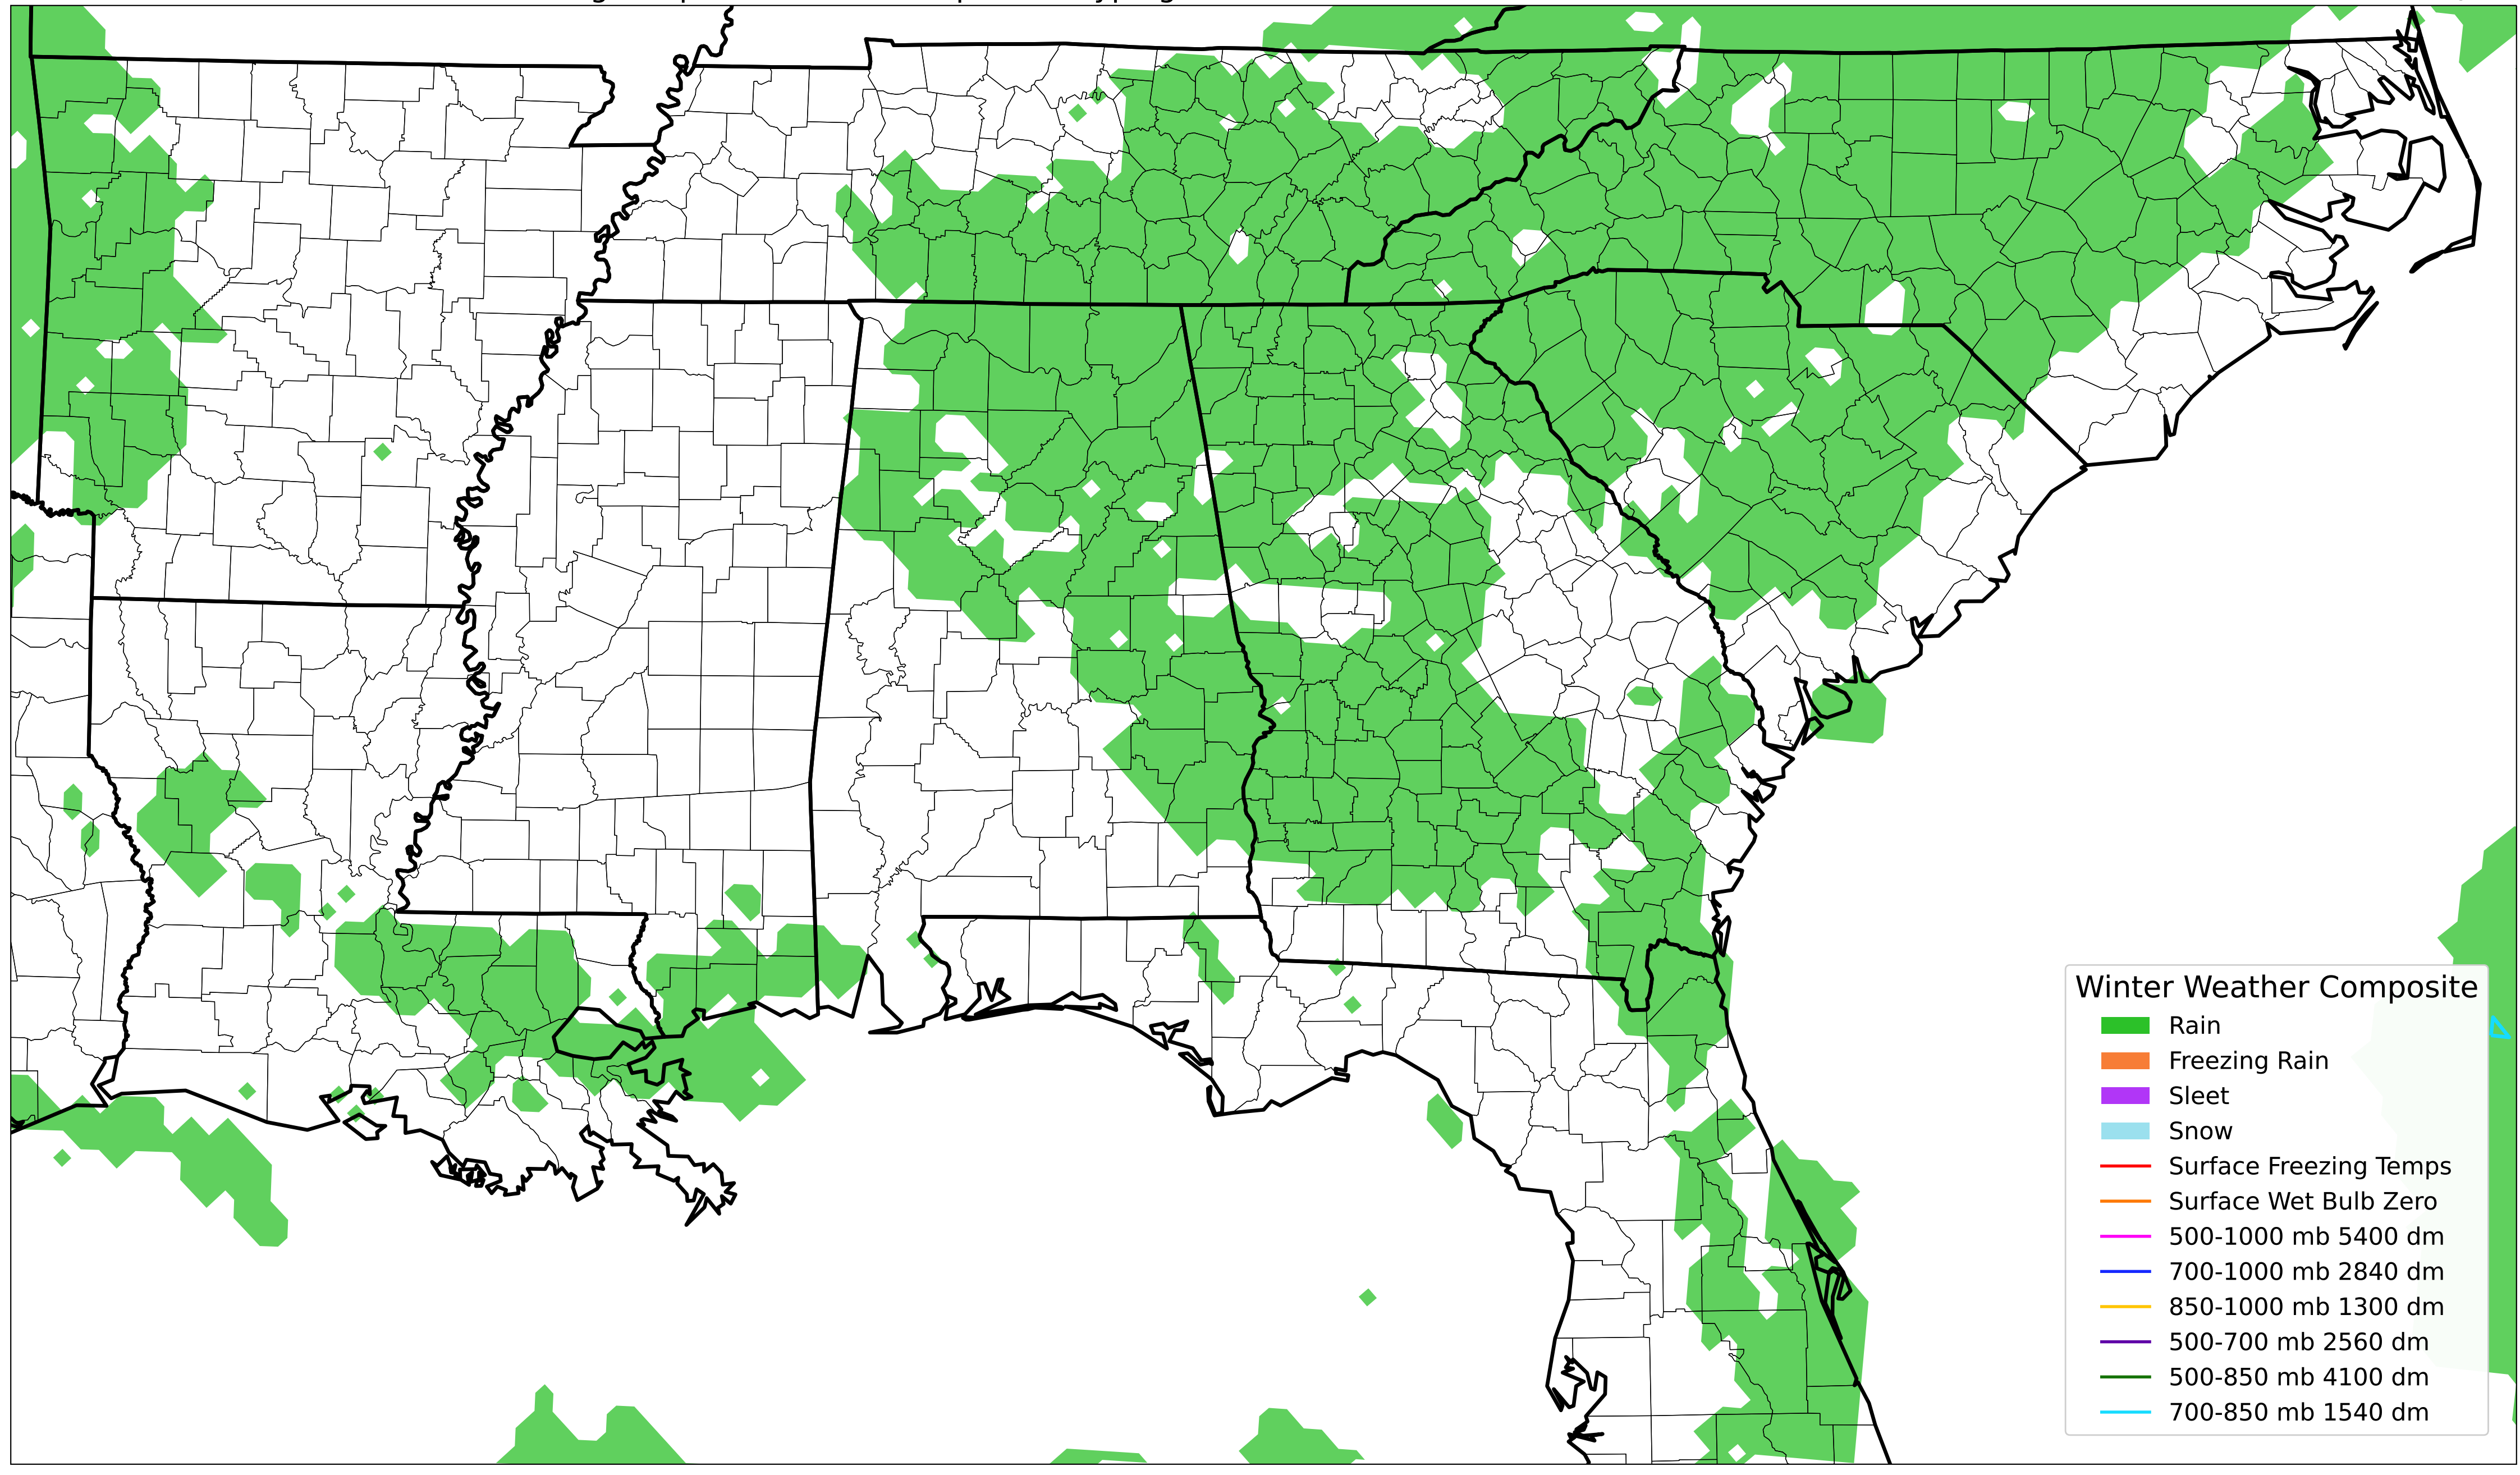 Winter Weather Composite
Rain
Freezing Rain
Sleet
Snow
Surface Freezing Temps
Surface Wet Bulb Zero
500-1000 mb 5400 dm
700-1000 mb 2840 dm
850-1000 mb 1300 dm
500-700 mb 2560 dm
500-850 mb 4100 dm
700-850 mb 1540 dm